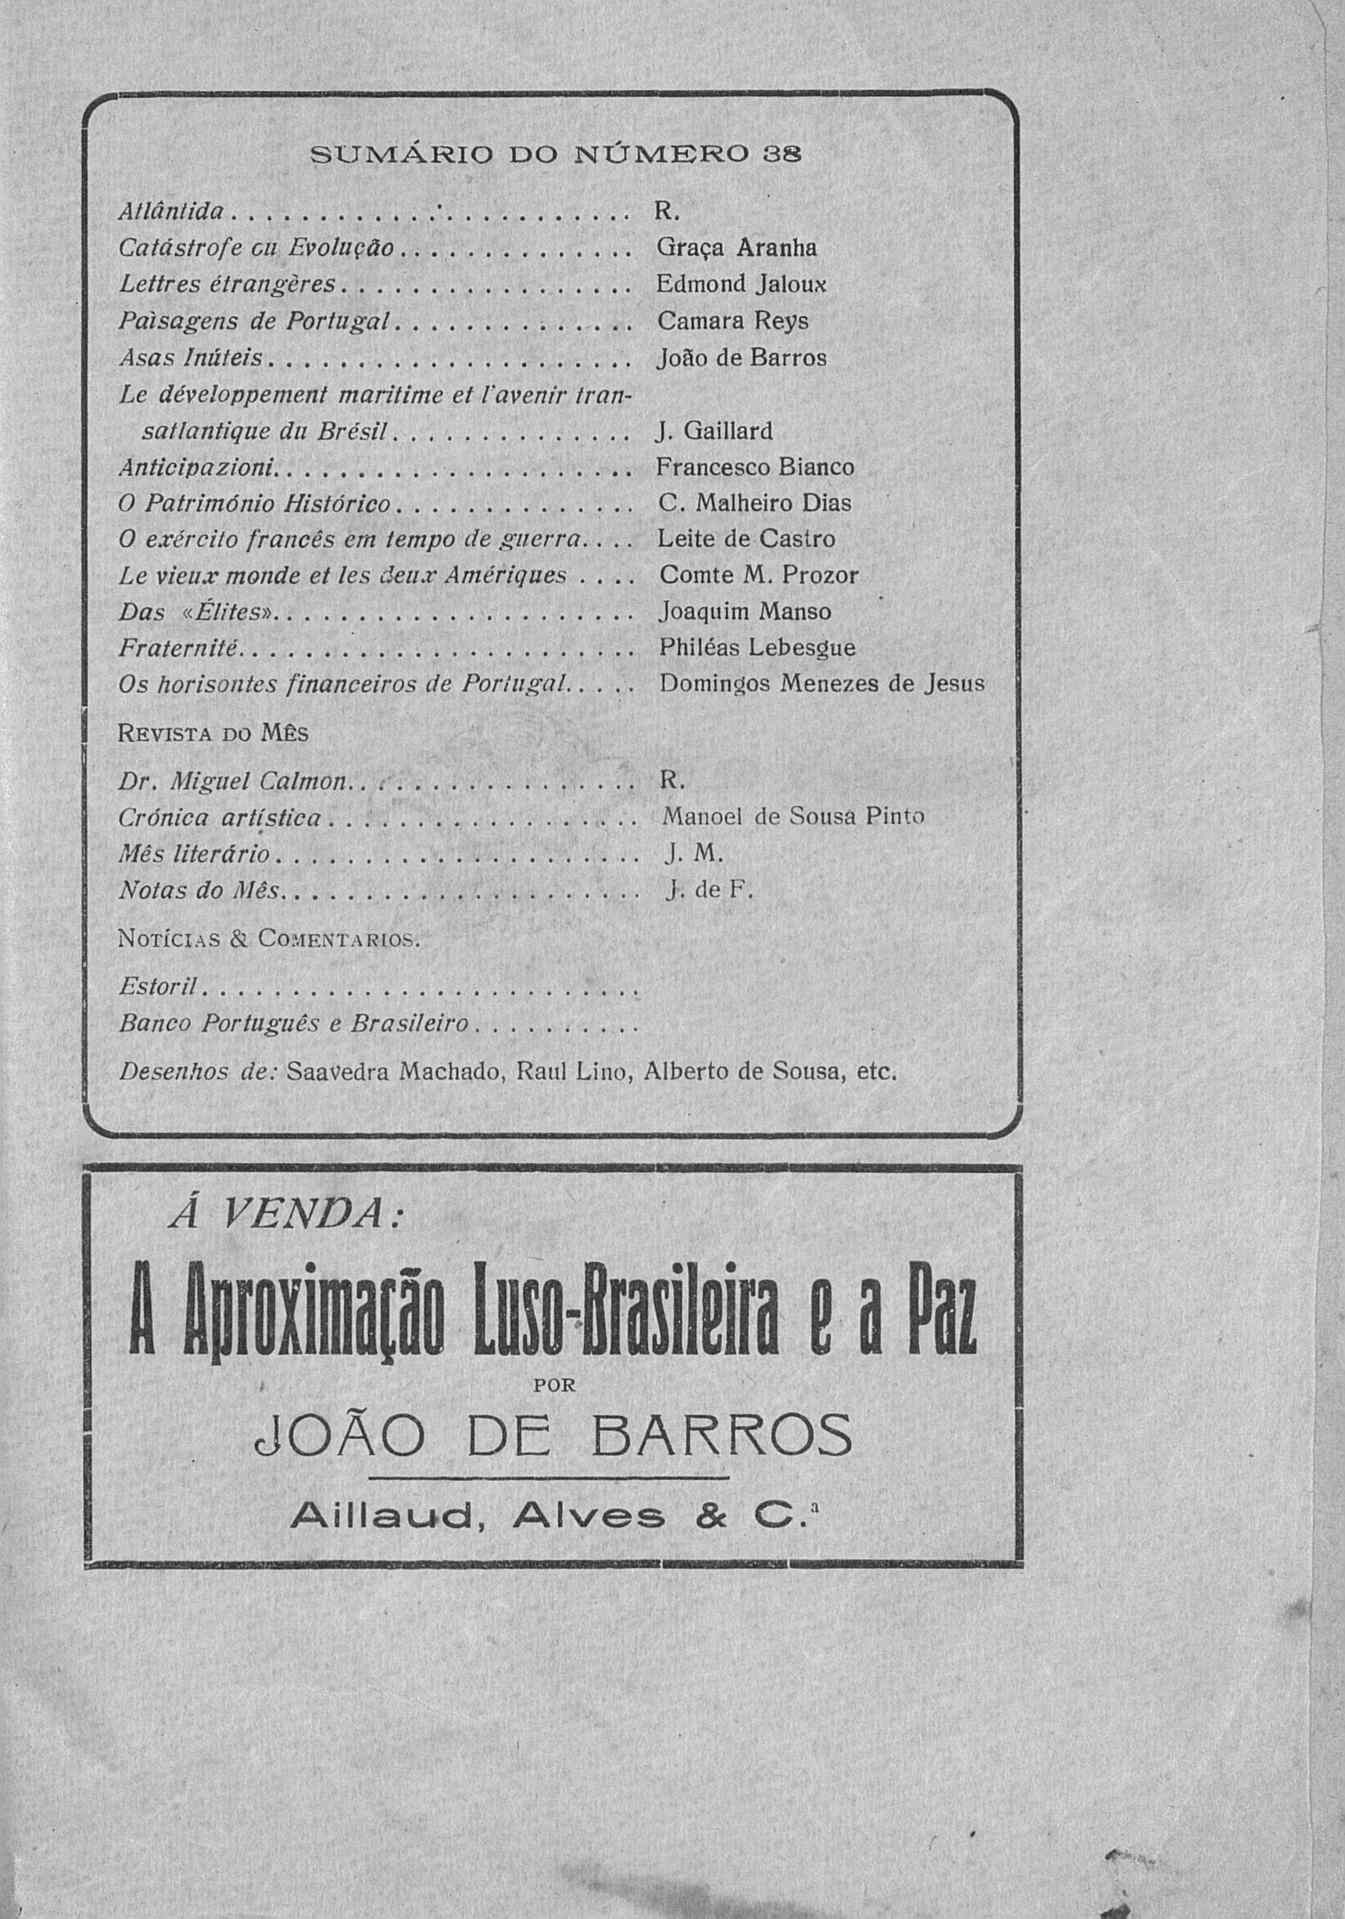 SUMÁRIO DO NÚMERO 38
Atlântida . . . . . . . . . . . . . . . . . . . . . . . R.
Catástrofe ou Evolução . . . . . . . . . . . . . . Graça Aranha
Lettres étrangères . . . . . . . . . . . . . . . . . Edmond Jaloux
Paisagens de Portugal . . . . . . . . . . . . . . Camara Reys
Asas Inúteis . . . . . . . . . . . . . . . . . . . . . João de Barros
Le développement maritime et l'avenir tran-
satlantique du Brésil . . . . . . . . . . . . . . J. Gaillard
Anticipazioni . . . . . . . . . . . . . . . . . . . . Francesco Bianco
O Património Histórico . . . . . . . . . . . . . . C. Malheiro Dias
O exército francês em tempo de guerra . . . . Leite de Castro
Le vieux monde et les deux Amériques . . . . Comte M. Prozor
Das «Élites» . . . . . . . . . . . . . . . . . . . . Joaquim Manso
Fraternité . . . . . . . . . . . . . . . . . . . . . . Philéas Lebesgue
Os horisontes financeiros de Portugal . . . . . Domingos Menezes de Jesus
REVISTA DO MÊS
Dr. Miguel Calmon . . . . . . . . . . . . . . . . R.
Crónica artística . . . . . . . . . . . . . . . . . . Manoel de Sousa Pinto
Mês literário . . . . . . . . . . . . . . . . . . . . . J. M.
Notas do Mês . . . . . . . . . . . . . . . . . . . . J. de F.
NOTÍCIAS & COMENTARIOS.
Estoril . . . . . . . . . . . . . . . . . . . . . . . . .
Banco Português e Brasileiro . . . . . . . . . .
Desenhos de: Saavedra Machado, Raul Lino, Alberto de Sousa, etc.
Á VENDA:
A Aproximação Luso-Brasileira e a Paz
POR
JOÃO DE BARROS
Aillaud, Alves & C.ª